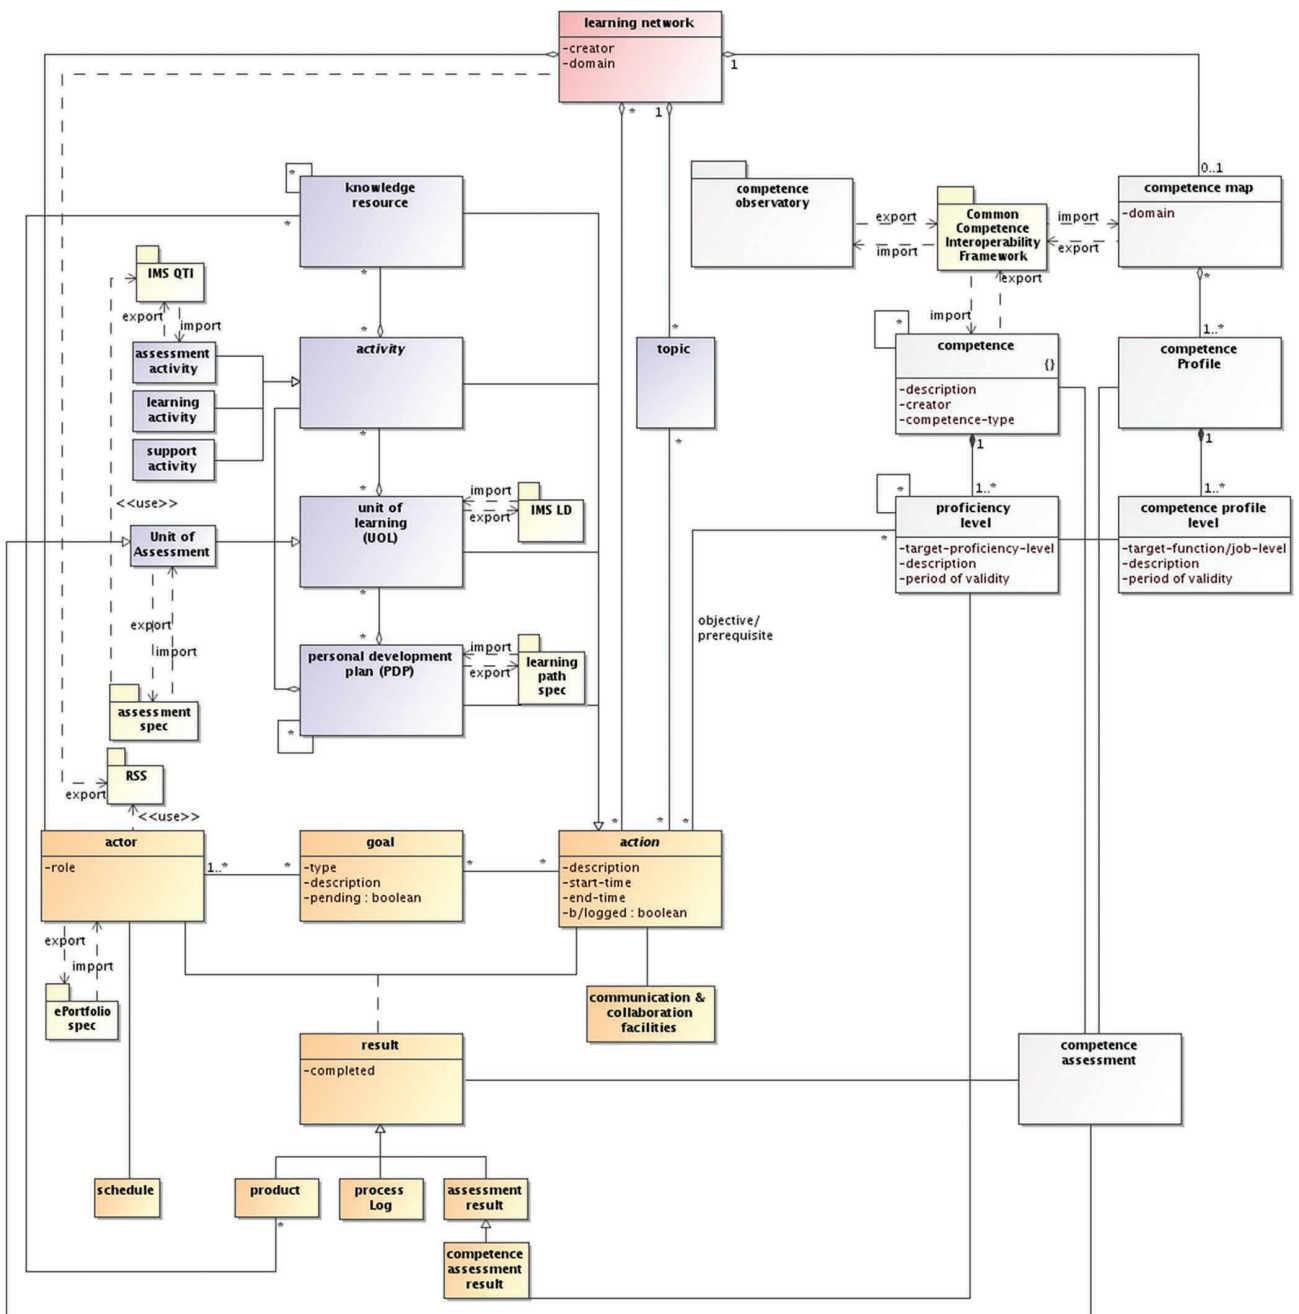 learning network
-creator
-domain
1
*
1
0..1
*
knowledge
resource
*
*
competence
observatory
export
import
Common
Competence
Interoperability
Framework
import
export
competence map
-domain
*
IMS QTI
export
import
import
export
*
*
1..*
assessment
activity
learning
activity
support
activity
activity
*
topic
*
*
competence
{}
-description
-creator
-competence-type
1
1..*
competence
Profile
1
1..*
<<use>>
*
unit of
learning
(UOL)
*
import
export
IMS LD
Unit of
Assessment
*
*
proficiency
level
-target-proficiency-level
-description
-period of validity
competence profile
level
-target-function/job-level
-description
-period of validity
export
import
objective/
prerequisite
*
personal development
plan (PDP)
*
import
export
learning
path
spec
assessment
spec
RSS
export
<<use>>
*
*
*
actor
-role
1..*
*
goal
-type
-description
-pending : boolean
*
*
action
-description
-start-time
-end-time
-b/logged : boolean
export
import
ePortfolio
spec
communication &
collaboration
facilities
result
-completed
competence
assessment
schedule
product
*
process
Log
assessment
result
competence
assessment
result